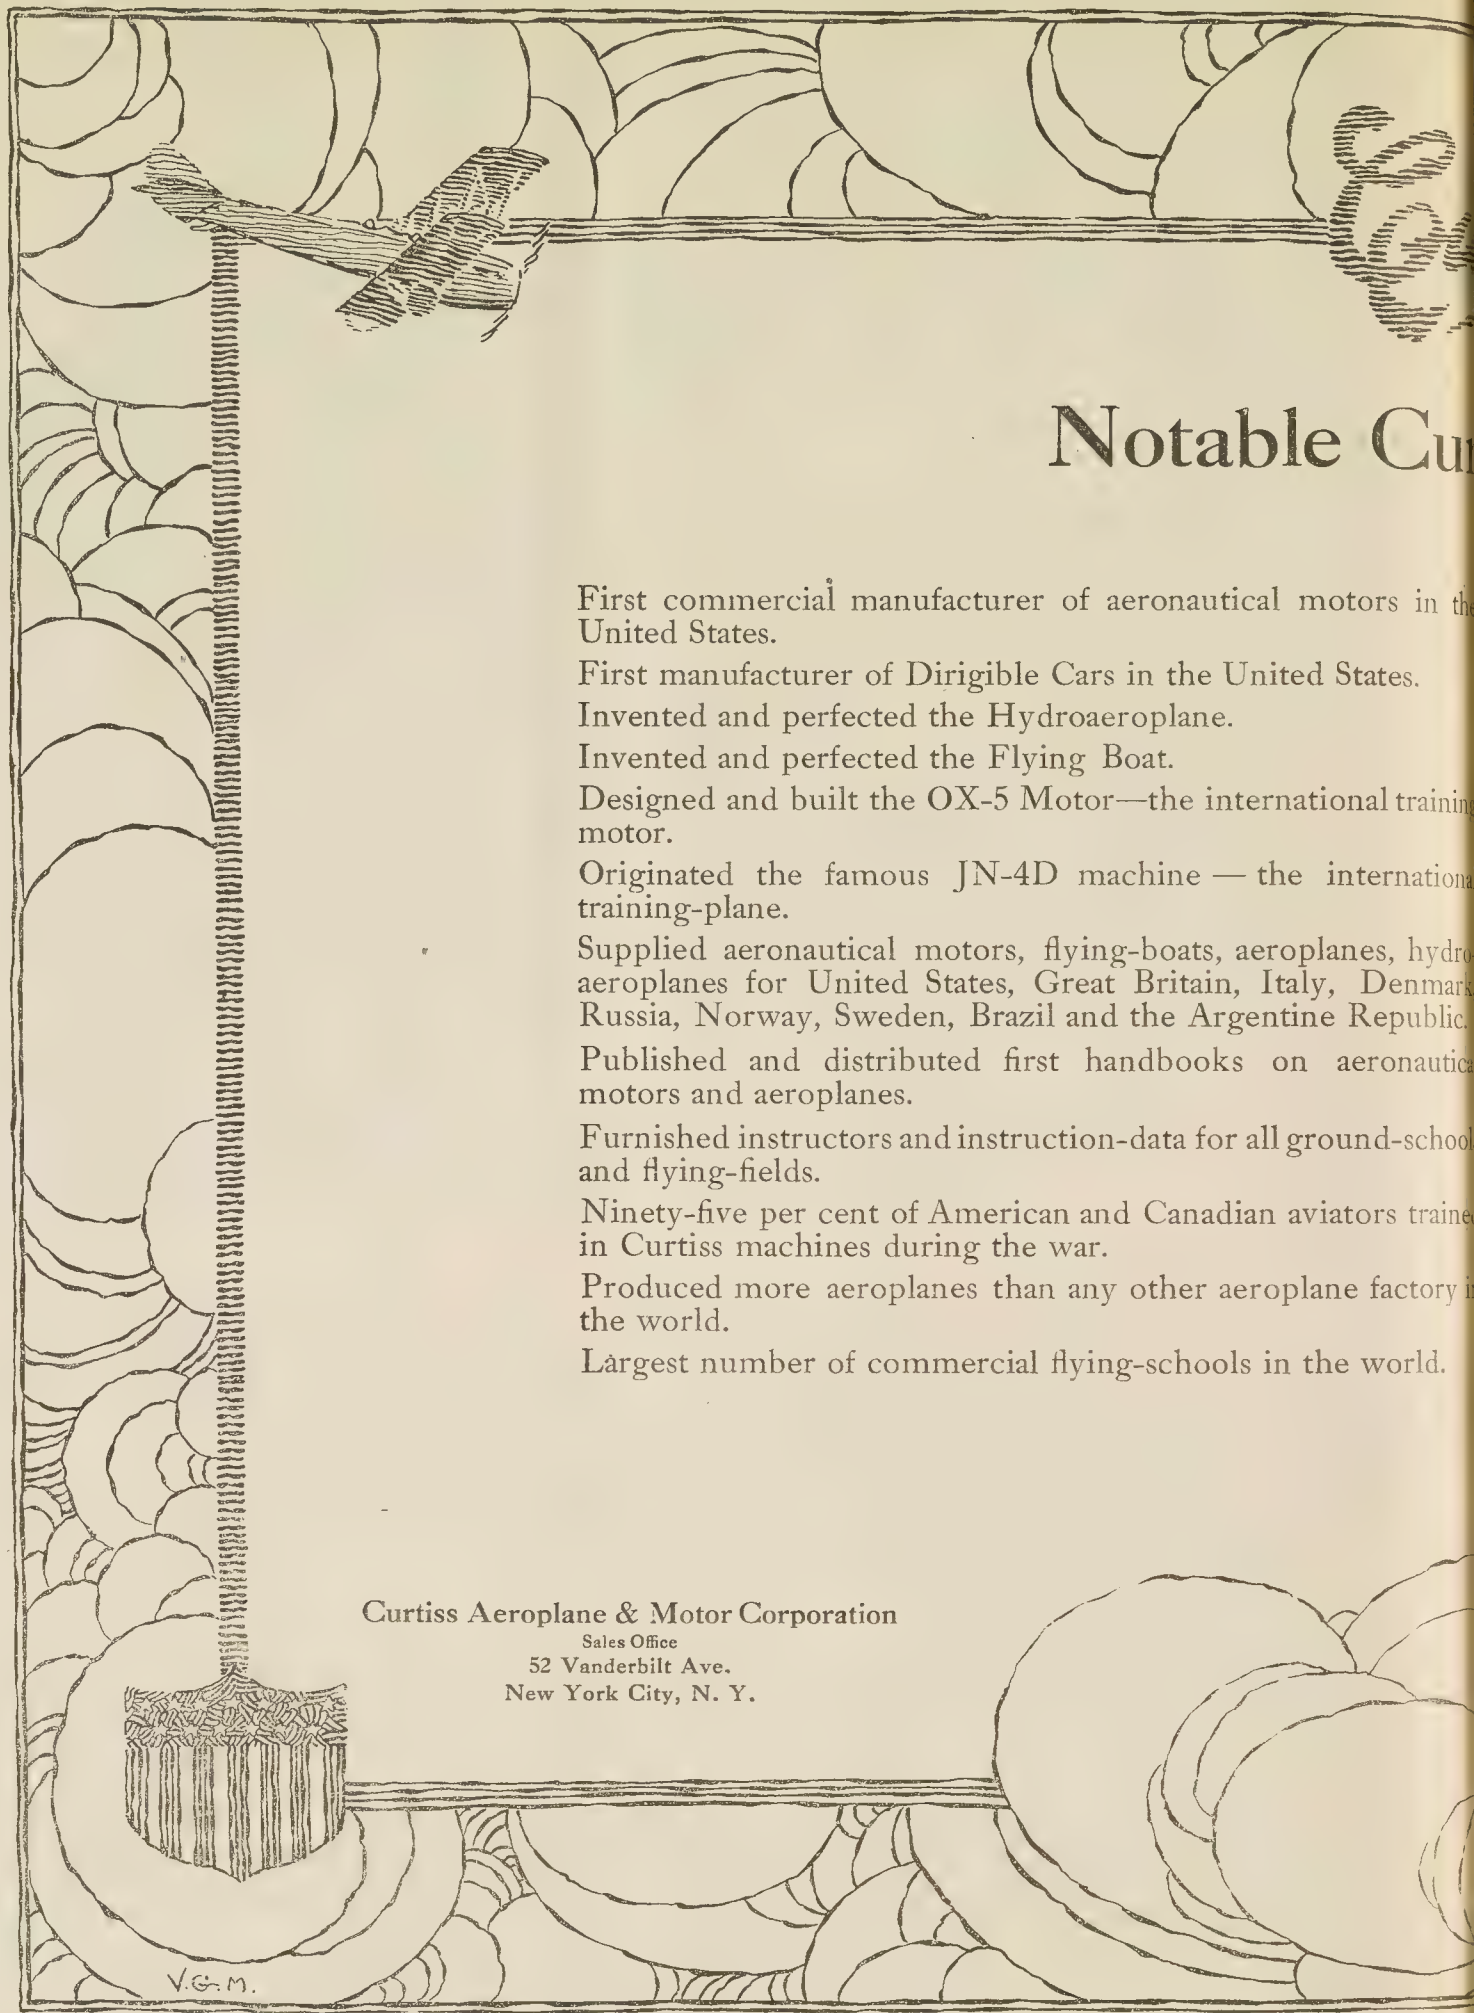 Notable Cur
First commercial manufacturer of aeronautical motors in the
United States.
First manufacturer of Dirigible Cars in the United States.
Invented and perfected the Hydroaeroplane.
Invented and perfected the Flying Boat.
Designed and built the OX-5 Motor—the international training
motor.
Originated the famous JN-4D machine — the internationa
training-plane.
Supplied aeronautical motors, flying-boats, aeroplanes, hydro-
aeroplanes for United States, Great Britain, Italy, Denmark
Russia, Norway, Sweden, Brazil and the Argentine Republic.
Published and distributed first handbooks on aeronautica
motors and aeroplanes.
Furnished instructors and instruction-data for all ground-school
and flying-fields.
Ninety-five per cent of American and Canadian aviators traine
in Curtiss machines during the war.
Produced more aeroplanes than any other aeroplane factory in
the world.
Largest number of commercial flying-schools in the world.
Curtiss Aeroplane & Motor Corporation
Sales Office
52 Vanderbilt Ave.
New York City, N. Y.
V.G.M.